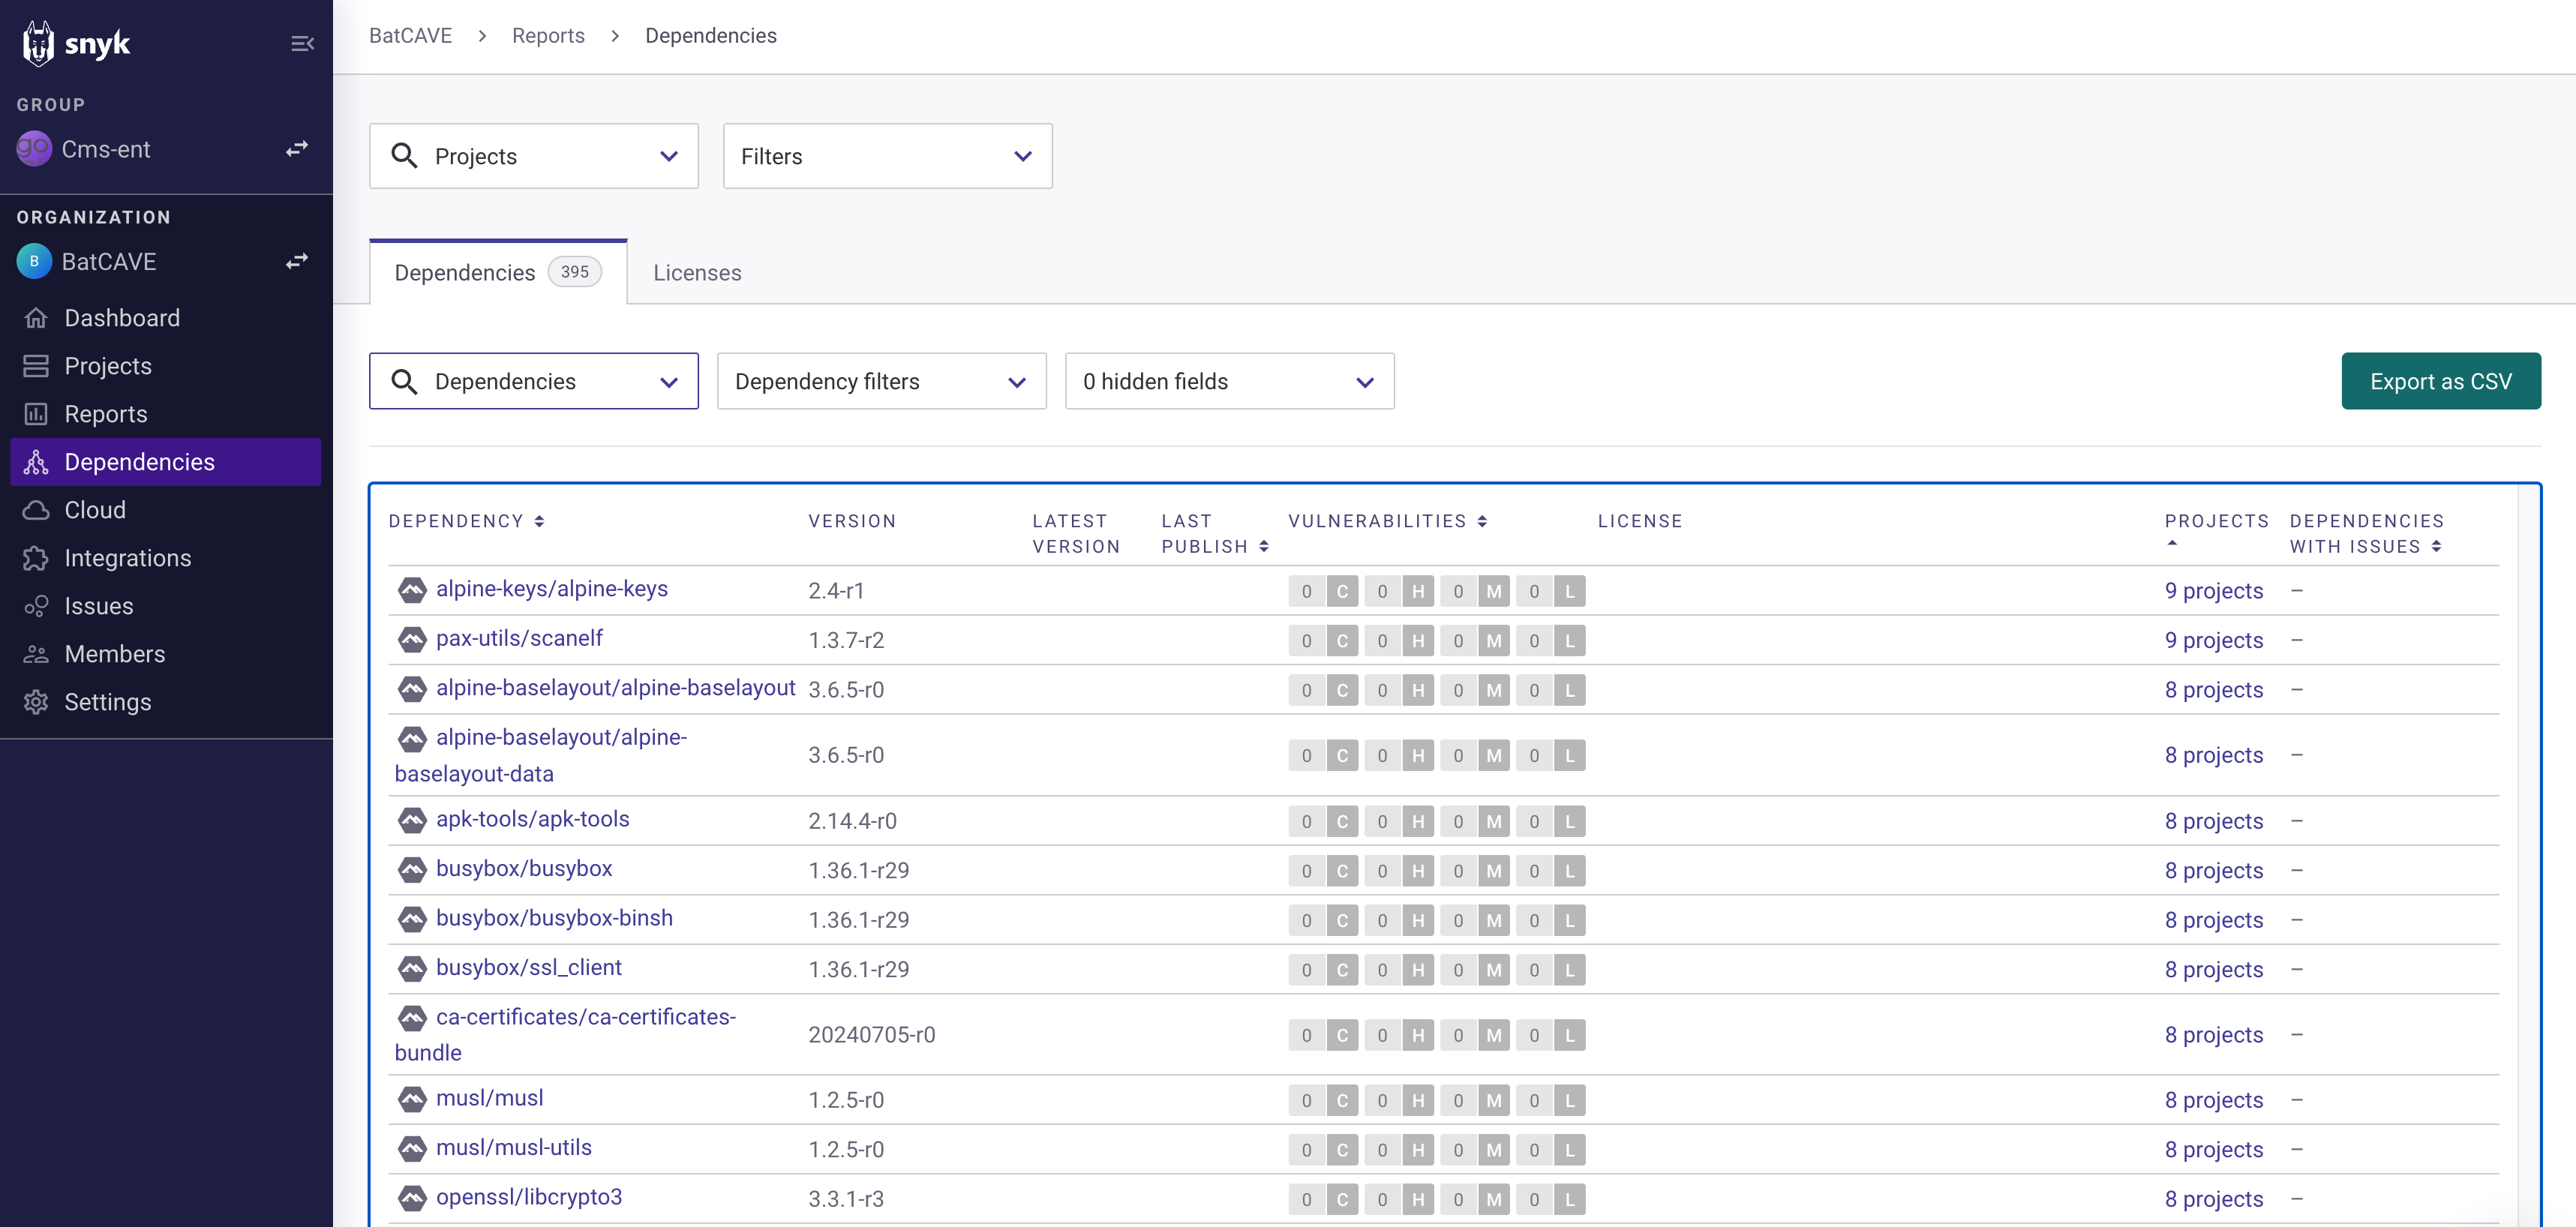 snyk
GROUP
go Cms-ent
ORGANIZATION
B BatCAVE
Dashboard
Projects
Reports
Dependencies
Cloud
Integrations
Issues
Members
Settings
BatCAVE > Reports > Dependencies
Projects Filters
Dependencies 395 Licenses
Dependencies Dependency filters 0 hidden fields Export as CSV
DEPENDENCY VERSION LATEST LAST VULNERABILITIES LICENSE PROJECTS DEPENDENCIES
VERSION PUBLISH WITH ISSUES
alpine-keys/alpine-keys 2.4-r1 0 C 0 H 0 M 0 L 9 projects –
pax-utils/scanelf 1.3.7-r2 0 C 0 H 0 M 0 L 9 projects –
alpine-baselayout/alpine-baselayout 3.6.5-r0 0 C 0 H 0 M 0 L 8 projects –
alpine-baselayout/alpine-
baselayout-data 3.6.5-r0 0 C 0 H 0 M 0 L 8 projects –
apk-tools/apk-tools 2.14.4-r0 0 C 0 H 0 M 0 L 8 projects –
busybox/busybox 1.36.1-r29 0 C 0 H 0 M 0 L 8 projects –
busybox/busybox-binsh 1.36.1-r29 0 C 0 H 0 M 0 L 8 projects –
busybox/ssl_client 1.36.1-r29 0 C 0 H 0 M 0 L 8 projects –
ca-certificates/ca-certificates-
bundle 20240705-r0 0 C 0 H 0 M 0 L 8 projects –
musl/musl 1.2.5-r0 0 C 0 H 0 M 0 L 8 projects –
musl/musl-utils 1.2.5-r0 0 C 0 H 0 M 0 L 8 projects –
openssl/libcrypto3 3.3.1-r3 0 C 0 H 0 M 0 L 8 projects –